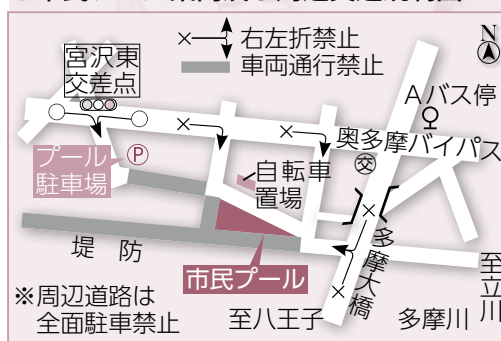 右左折禁止
車両通行禁止
N
宮沢東
交差点
Aバス停
奥多摩バイパス
交
プール
駐車場
P
自転車
置場
堤防
市民プール
多摩大橋
至立川
※周辺道路は
全面駐車禁止
至八王子
多摩川